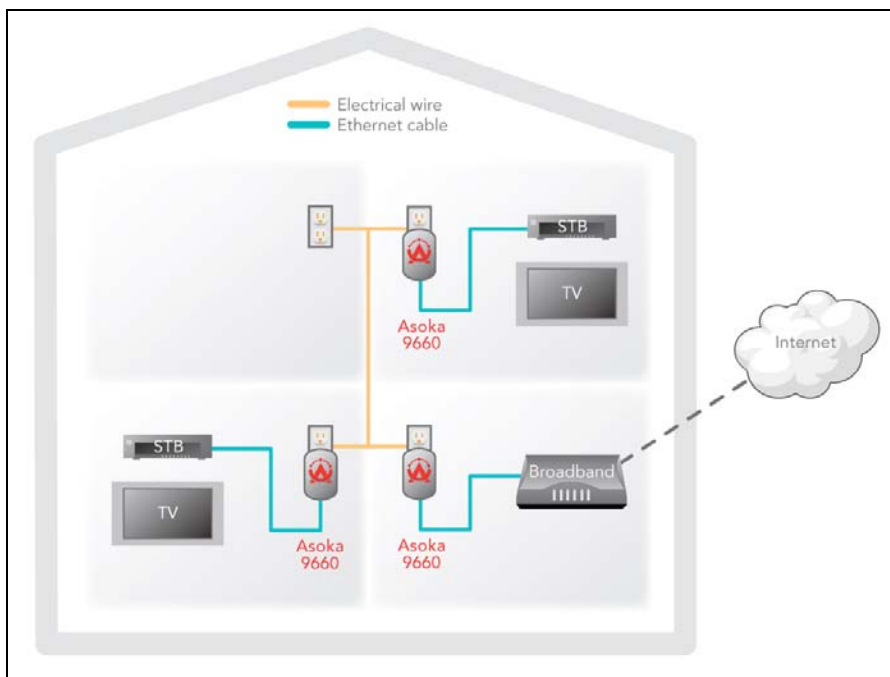 Electrical wire
Ethernet cable
STB
TV
Asoka
9660
Internet
STB
TV
Asoka
9660
Asoka
9660
Broadband